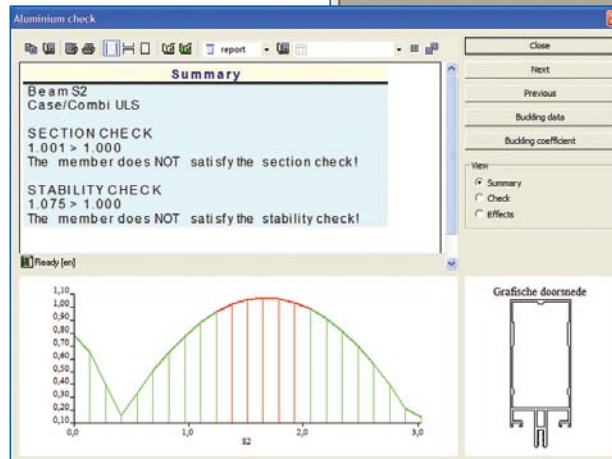 Aluminium check
report
Close
Next
Previous
Buckling data
Buckling coefficient
View
Summary
Check
Effects
Summary
Beam S2
Case/Combi ULS
SECTION CHECK
1.001 > 1.000
The member does NOT satisfy the section check!
STABILITY CHECK
1.075 > 1.000
The member does NOT satisfy the stability check!
Ready [en]
1,10
1,00
0,90
0,80
0,70
0,60
0,50
0,40
0,30
0,20
0,10
0,0
1,0
2,0
3,0
S2
Grafische doorsnede